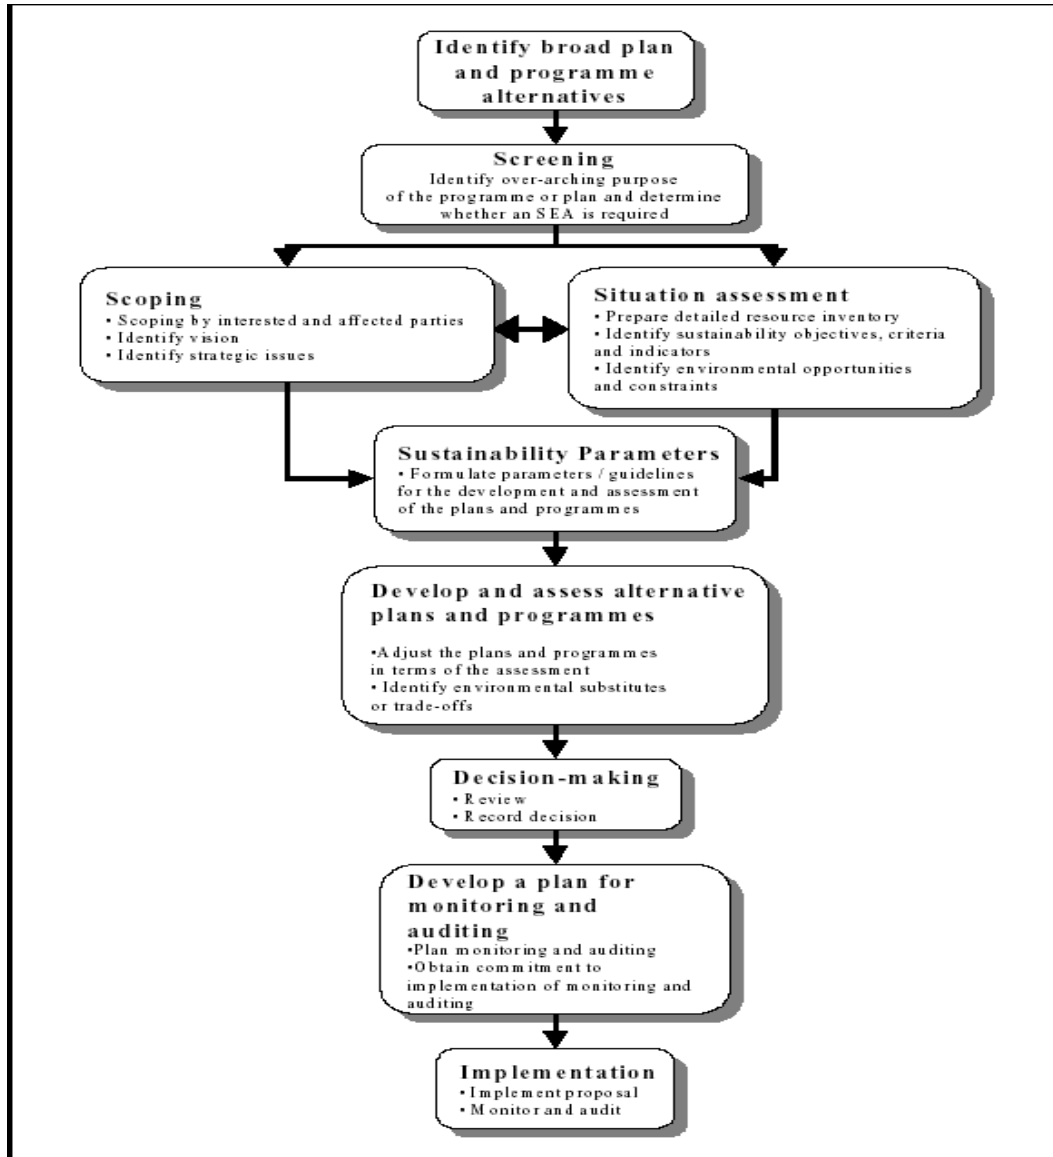 Identify broad plan
and programme
alternatives
Screening
Identify over-arching purpose
of the programme or plan and determine
whether an SEA is required
Scoping
• Scoping by interested and affected parties
• Identify vision
• Identify strategic issues
Situation assessment
• Prepare detailed resource inventory
• Identify sustainability objectives, criteria
and indicators
• Identify environmental opportunities
and constraints
Sustainability Parameters
• Formulate parameters / guidelines
for the development and assessment
of the plans and programmes
Develop and assess alternative
plans and programmes
•Adjust the plans and programmes
in terms of the assessment
• Identify environmental substitutes
or trade-offs
Decision-making
• Review
• Record decision
Develop a plan for
monitoring and
auditing
•Plan monitoring and auditing
•Obtain commitment to
implementation of monitoring and
auditing
Implementation
• Implement proposal
• Monitor and audit